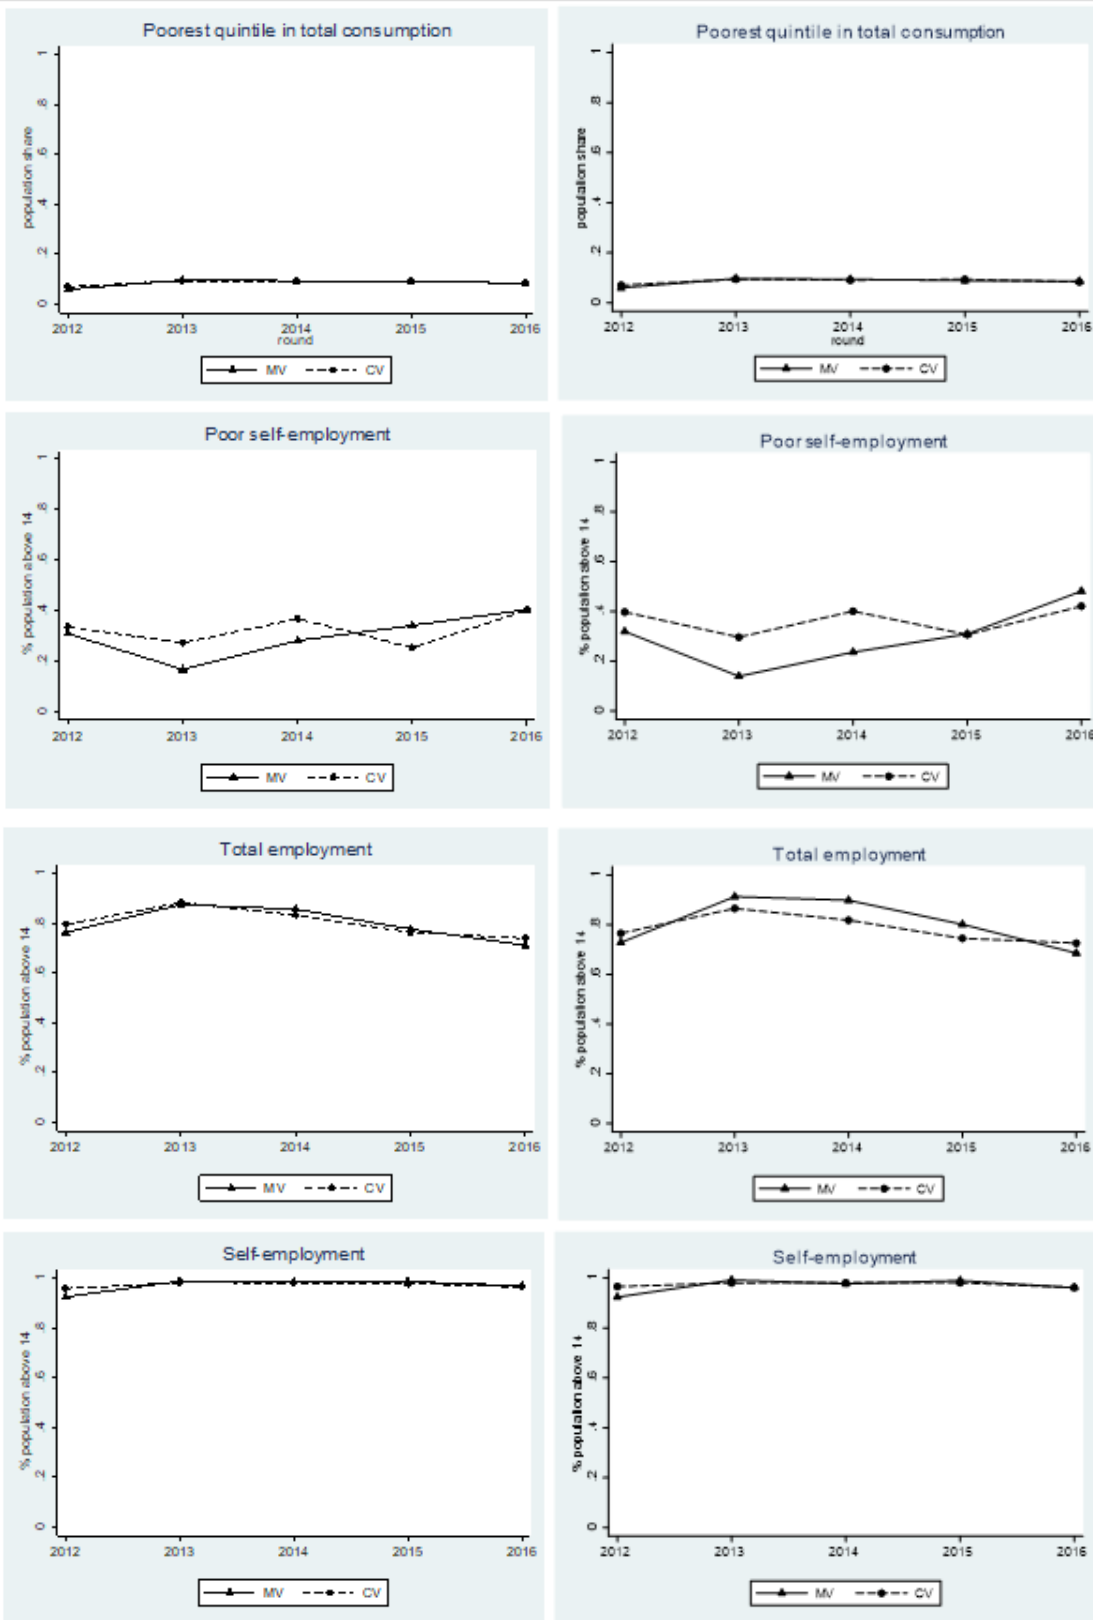 Poorest quintile in total consumption
population share
1
.8
.6
.4
.2
0
2012 2013 2014 2015 2016
round
MV CV
Poorest quintile in total consumption
population share
1
.8
.6
.4
.2
0
2012 2013 2014 2015 2016
round
MV CV
Poor self-employment
% population above 14
1
.8
.6
.4
.2
0
2012 2013 2014 2015 2016
MV CV
Poor self-employment
% population above 14
1
.8
.6
.4
.2
0
2012 2013 2014 2015 2016
MV CV
Total employment
% population above 14
1
.8
.6
.4
.2
0
2012 2013 2014 2015 2016
MV CV
Total employment
% population above 14
1
.8
.6
.4
.2
0
2012 2013 2014 2015 2016
MV CV
Self-employment
% population above 14
1
.8
.6
.4
.2
0
2012 2013 2014 2015 2016
MV CV
Self-employment
% population above 14
1
.8
.6
.4
.2
0
2012 2013 2014 2015 2016
MV CV